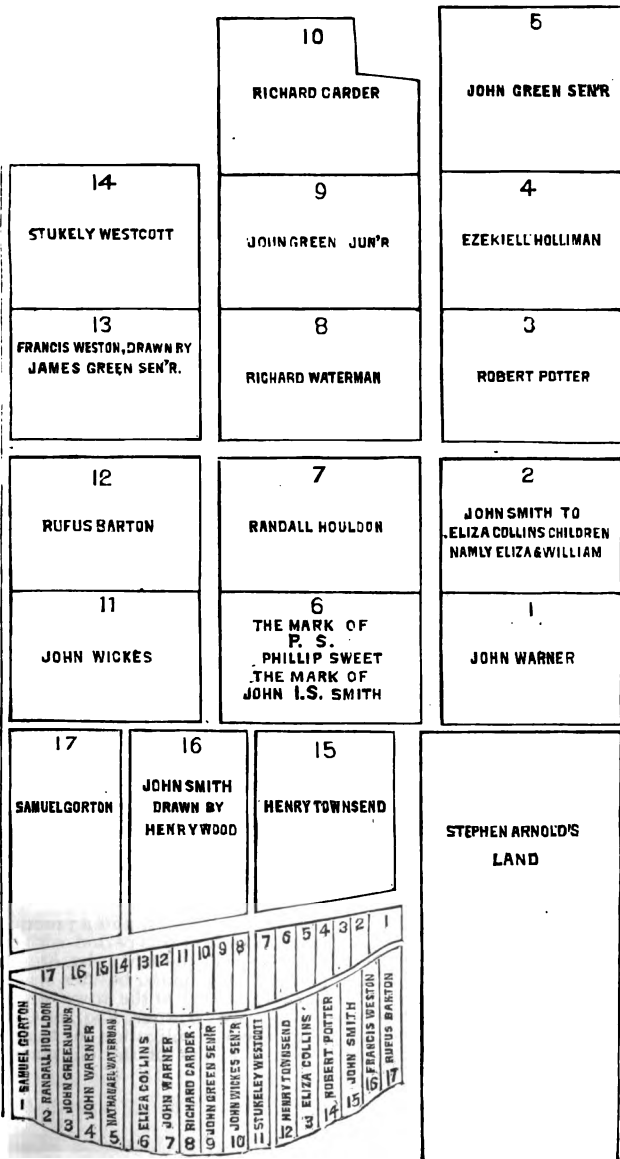 10
RICHARD CARDER
5
JOHN GREEN SEN'R
14
STUKELY WESTCOTT
9
JOHN GREEN JUN'R
4
EZEKIELL HOLLIMAN
13
FRANCIS WESTON, DRAWN BY
JAMES GREEN SEN'R.
8
RICHARD WATERMAN
3
ROBERT POTTER
12
RUFUS BARTON
7
RANDALL HOULDON
2
JOHN SMITH TO
ELIZA COLLINS CHILDREN
NAMLY ELIZA & WILLIAM
11
JOHN WICKES
6
THE MARK OF
P. S.
PHILLIP SWEET
THE MARK OF
JOHN I.S. SMITH
1
JOHN WARNER
17
SAMUEL GORTON
16
JOHN SMITH
DRAWN BY
HENRY WOOD
15
HENRY TOWNSEND
STEPHEN ARNOLD'S
LAND
17 16 15 14 13 12 11 10 9 8 7 6 5 4 3 2 1
1 SAMUEL GORTON
2 RANDALL HOULDON
3 JOHN GREEN JUN'R
4 JOHN WARNER
5 NATHANAEL WATERMAN
6 ELIZA COLLINS
7 JOHN WARNER
8 RICHARD CARDER
9 JOHN GREEN SEN'R
10 JOHN WICKES SEN'R
11 STUKELEY WESTCOTT
12 HENRY TOWNSEND
3 ELIZA COLLINS'
14 ROBERT POTTER
15 JOHN SMITH
16 FRANCIS WESTON
17 RUFUS BARTON